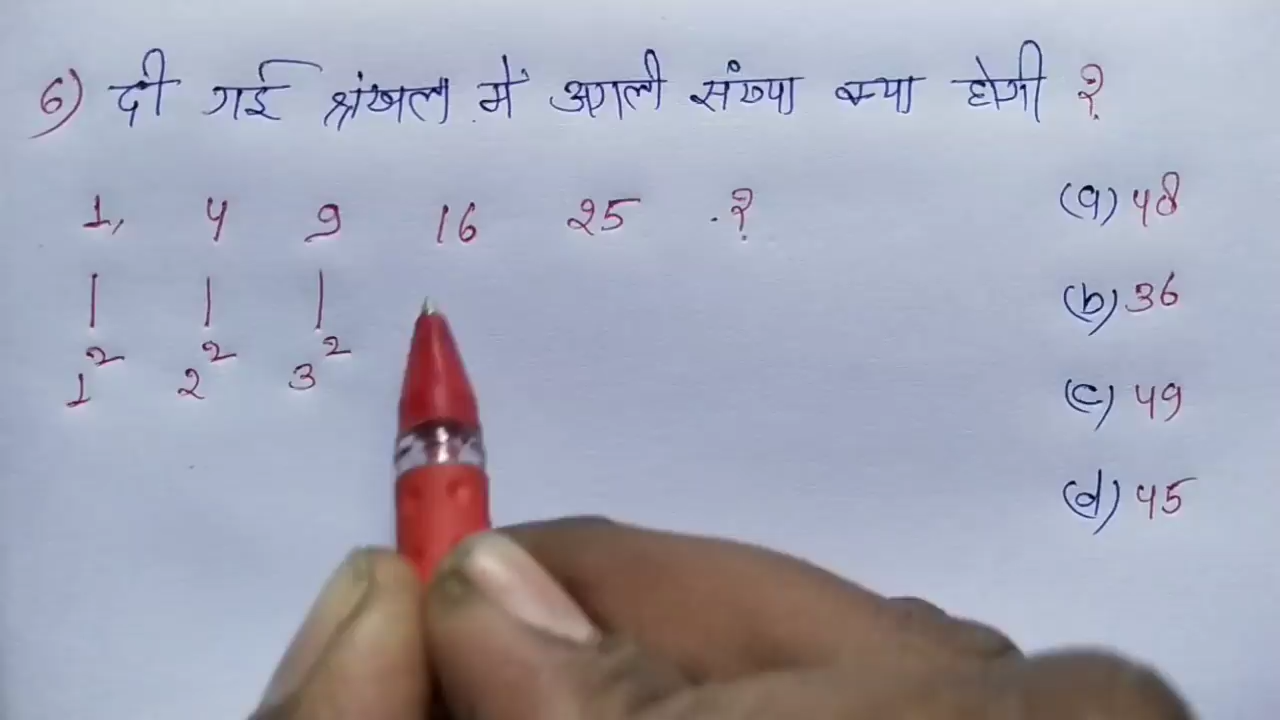 6) दी गई श्रंखला में अगली संख्या क्या होगी ?
1, 4 9 16 25 . ?
1² 2² 3²
(a) 48
(b) 36
(c) 49
(d) 45